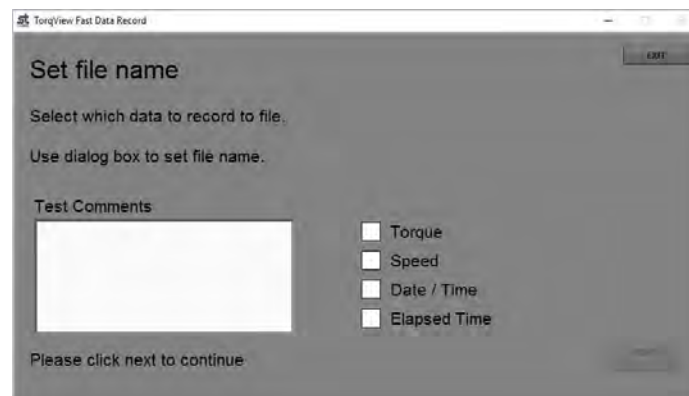 st TorqView Fast Data Record
EXIT
Set file name
Select which data to record to file.
Use dialog box to set file name.
Test Comments
Torque
Speed
Date / Time
Elapsed Time
Please click next to continue